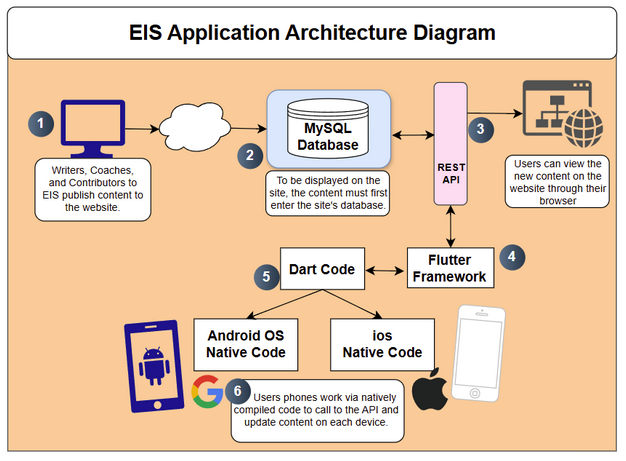 EIS Application Architecture Diagram
1
Writers, Coaches,
and Contributors to
EIS publish content to
the website.
2
MySQL
Database
To be displayed on the
site, the content must first
enter the site's database.
REST
API
3
Users can view the
new content on the
website through their
browser
4
Flutter
Framework
5
Dart Code
Android OS
Native Code
ios
Native Code
6
Users phones work via natively
compiled code to call to the API and
update content on each device.